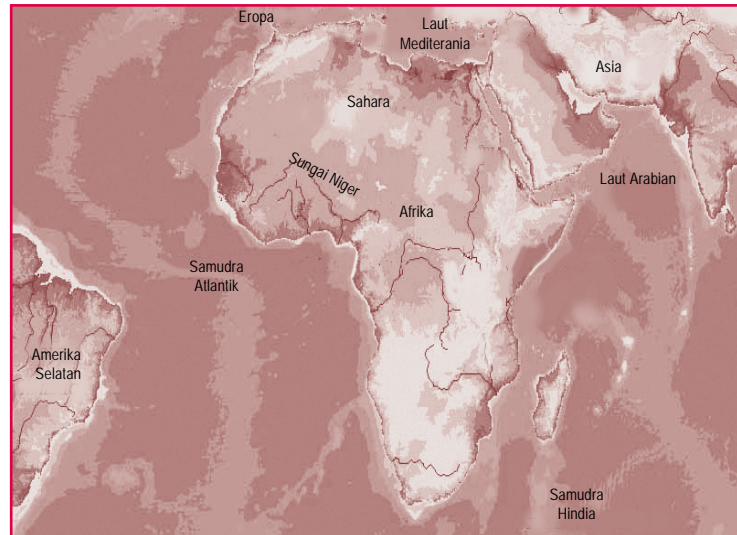 Eropa
Laut
Mediterania
Asia
Sahara
Sungai Niger
Laut Arabian
Afrika
Samudra
Atlantik
Amerika
Selatan
Samudra
Hindia